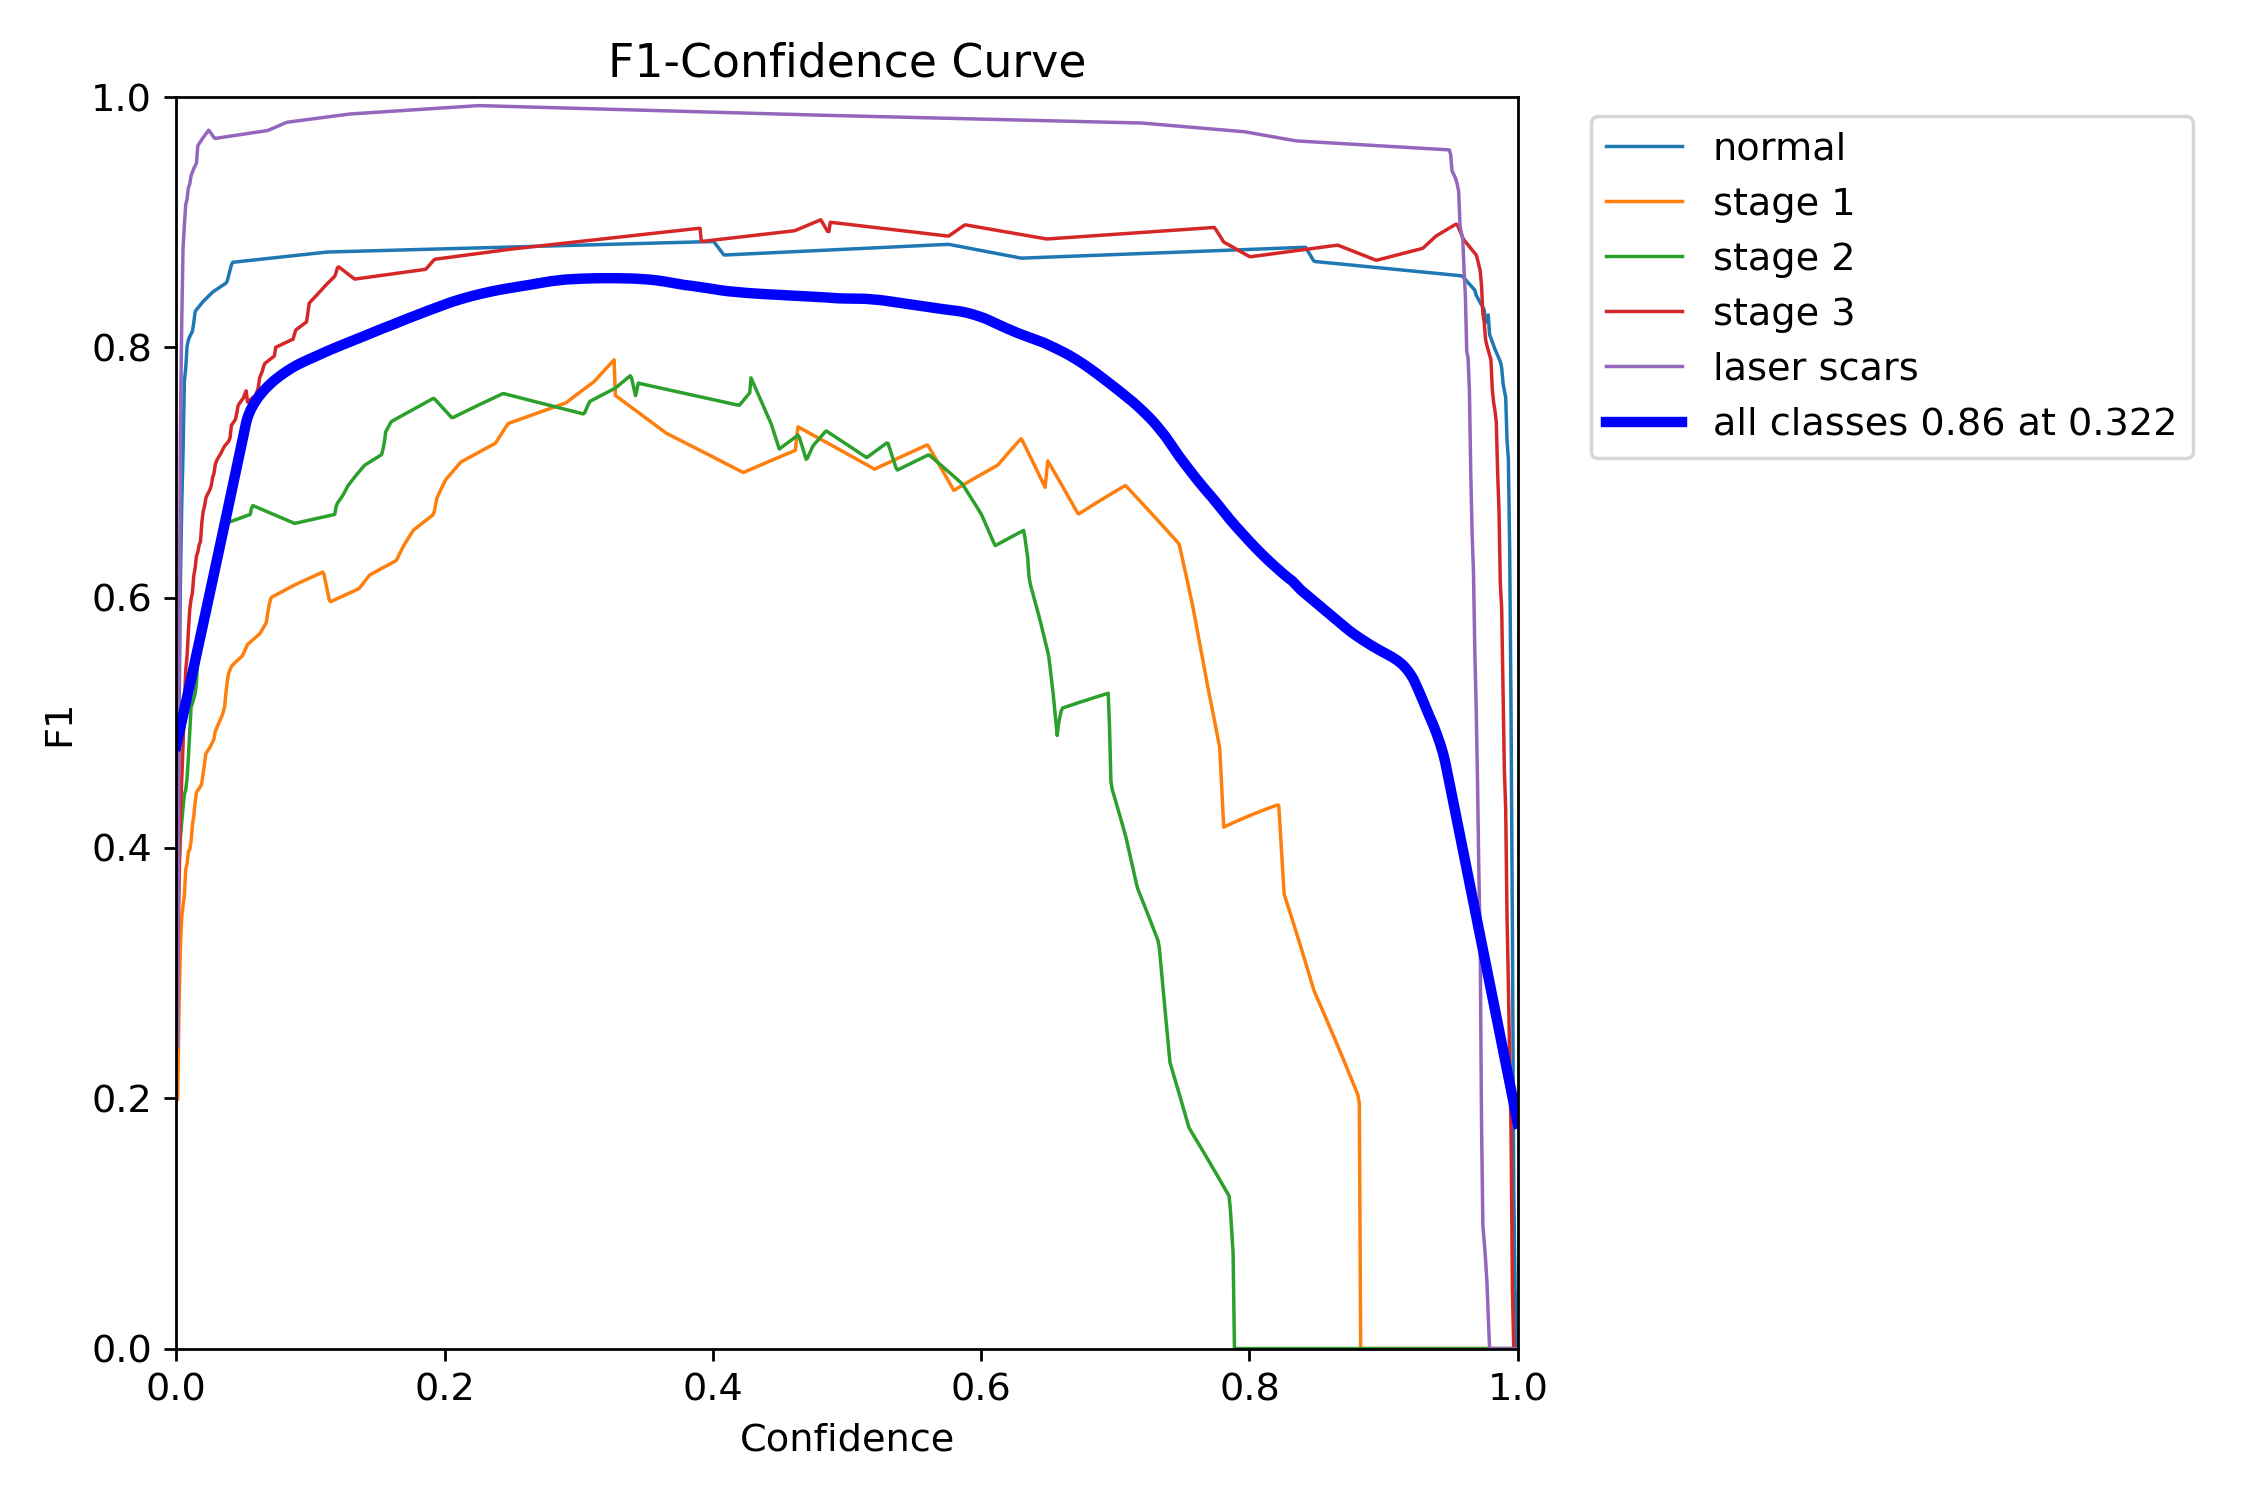 F1-Confidence Curve
1.0
0.8
0.6
0.4
0.2
0.0
F1
0.0 0.2 0.4 0.6 0.8 1.0
Confidence
normal
stage 1
stage 2
stage 3
laser scars
all classes 0.86 at 0.322